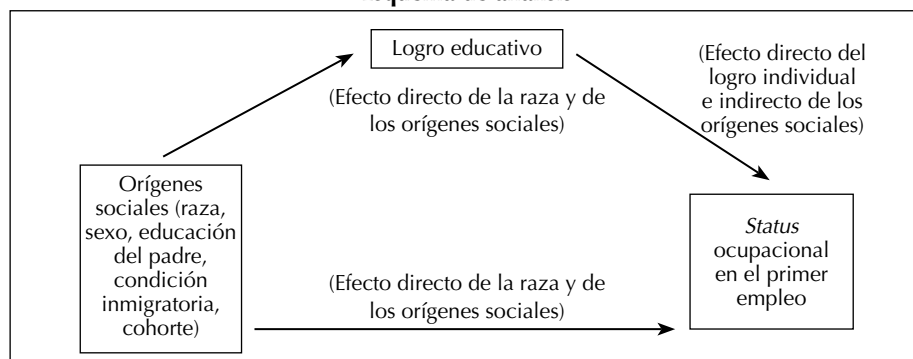 Logro educativo
(Efecto directo del
logro individual
e indirecto de los
orígenes sociales)
(Efecto directo de la raza y de
los orígenes sociales)
Orígenes
sociales (raza,
sexo, educación
del padre,
condición
inmigratoria,
cohorte)
Status
ocupacional
en el primer
empleo
(Efecto directo de la raza y de
los orígenes sociales)